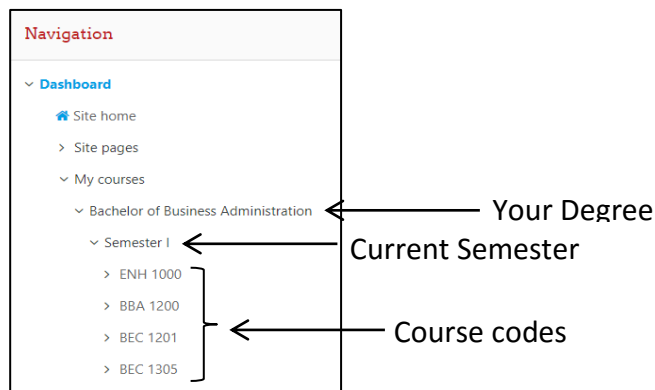 Navigation
Dashboard
Site home
Site pages
My courses
Bachelor of Business Administration
Your Degree
Semester I
Current Semester
ENH 1000
BBA 1200
BEC 1201
Course codes
BEC 1305